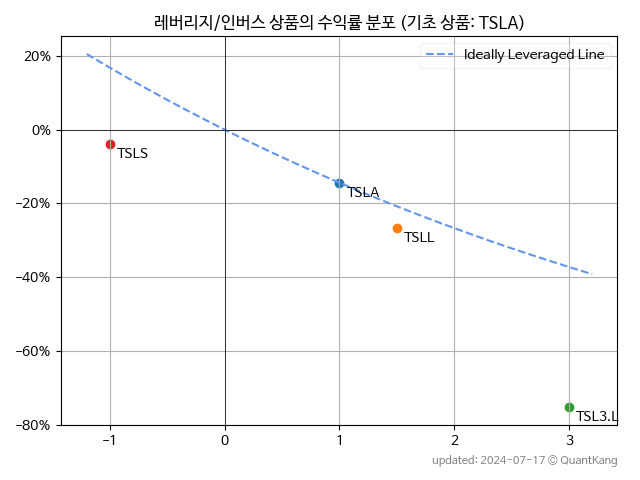 레버리지/인버스 상품의 수익률 분포 (기초 상품: TSLA)
Ideally Leveraged Line
20%
0%
−20%
−40%
−60%
−80%
TSLS
TSLA
TSLL
TSL3.L
−1
0
1
2
3
updated: 2024-07-17 © QuantKang